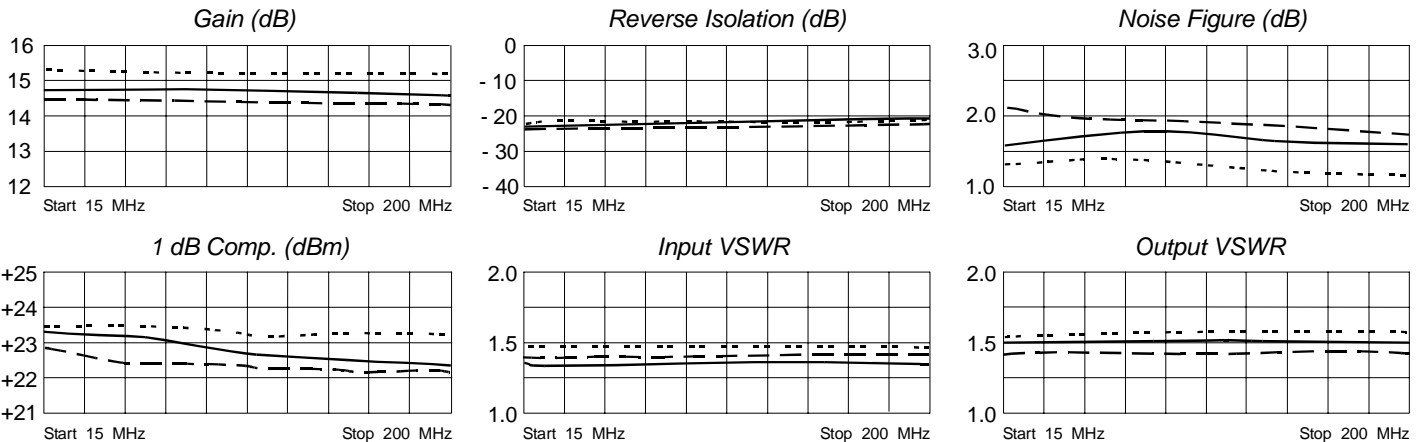 Gain (dB)
16
15
14
13
12
Start 15 MHz
Stop 200 MHz
Reverse Isolation (dB)
0
- 10
- 20
- 30
- 40
Start 15 MHz
Stop 200 MHz
Noise Figure (dB)
3.0
2.0
1.0
Start 15 MHz
Stop 200 MHz
1 dB Comp. (dBm)
+25
+24
+23
+22
+21
Start 15 MHz
Stop 200 MHz
Input VSWR
2.0
1.5
1.0
Start 15 MHz
Stop 200 MHz
Output VSWR
2.0
1.5
1.0
Start 15 MHz
Stop 200 MHz